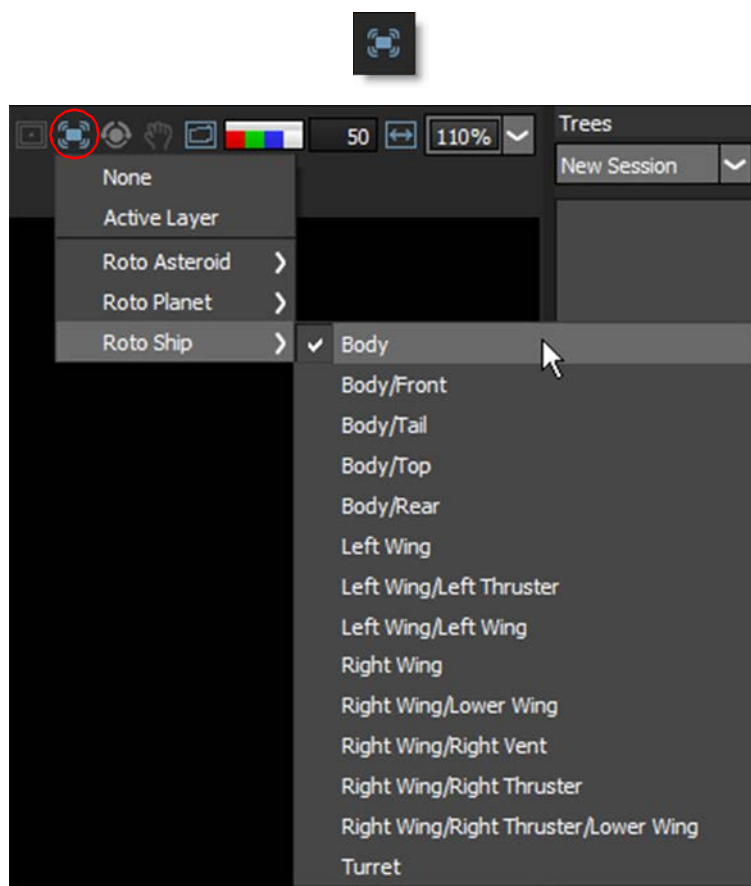 50
110%
Trees
New Session
None
Active Layer
Roto Asteroid
Roto Planet
Roto Ship
Body
Body/Front
Body/Tail
Body/Top
Body/Rear
Left Wing
Left Wing/Left Thruster
Left Wing/Left Wing
Right Wing
Right Wing/Lower Wing
Right Wing/Right Vent
Right Wing/Right Thruster
Right Wing/Right Thruster/Lower Wing
Turret